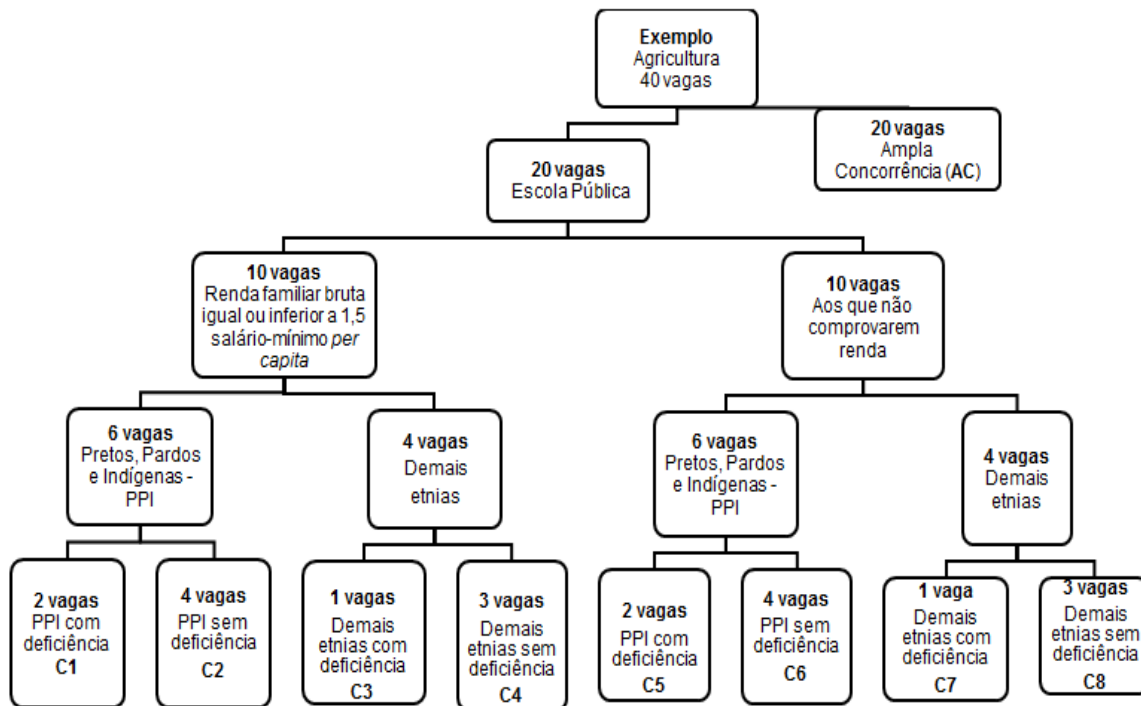 Exemplo
Agricultura
40 vagas
20 vagas
Ampla
Concorrência (AC)
20 vagas
Escola Pública
10 vagas
Renda familiar bruta
igual ou inferior a 1,5
salário-mínimo per
capita
10 vagas
Aos que não
comprovarem
renda
6 vagas
Pretos, Pardos
e Indígenas -
PPI
4 vagas
Demais
etnias
6 vagas
Pretos, Pardos
e Indígenas -
PPI
4 vagas
Demais
etnias
2 vagas
PPI com
deficiência
C1
4 vagas
PPI sem
deficiência
C2
1 vagas
Demais
etnias com
deficiência
C3
3 vagas
Demais
etnias sem
deficiência
C4
2 vagas
PPI com
deficiência
C5
4 vagas
PPI sem
deficiência
C6
1 vaga
Demais
etnias com
deficiência
C7
3 vagas
Demais
etnias sem
deficiência
C8